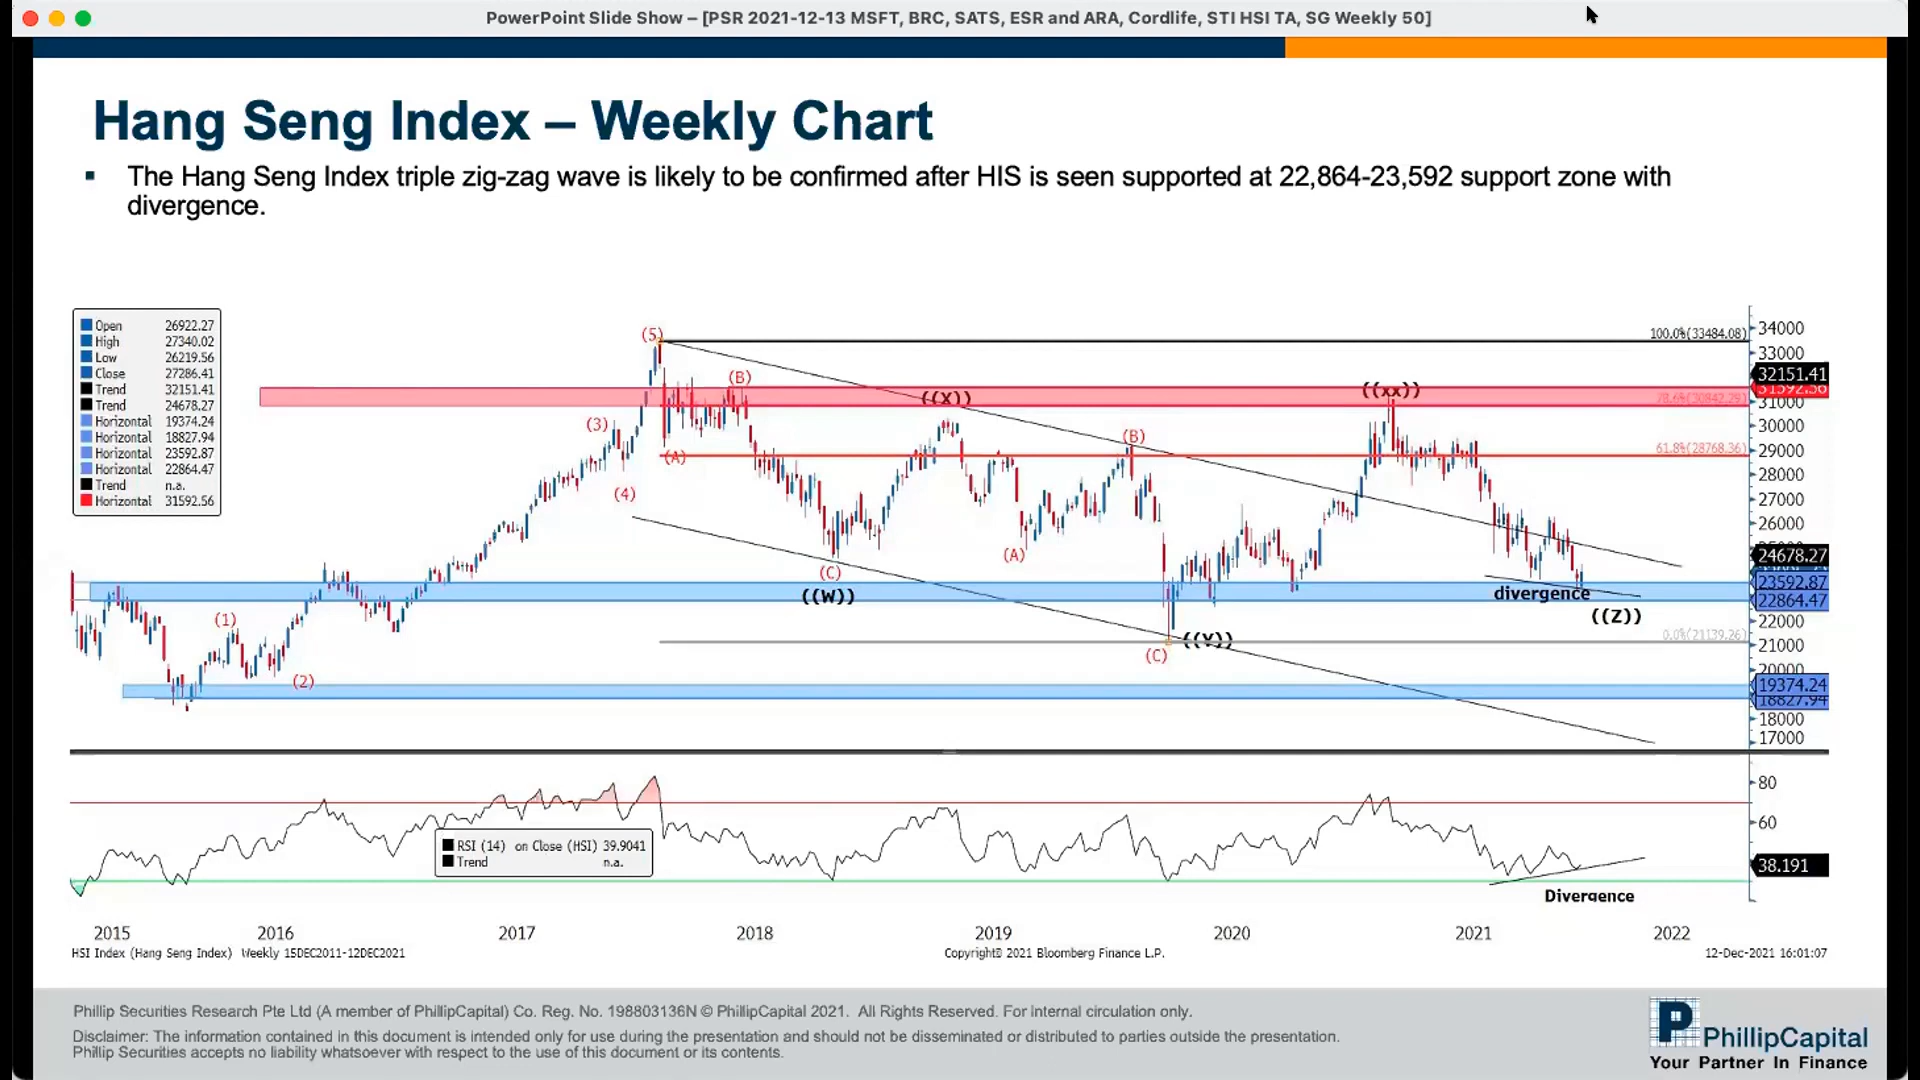 PowerPoint Slide Show – [PSR 2021-12-13 MSFT, BRC, SATS, ESR and ARA, Cordlife, STI HSI TA, SG Weekly 50]
Hang Seng Index – Weekly Chart
▪ The Hang Seng Index triple zig-zag wave is likely to be confirmed after HIS is seen supported at 22,864-23,592 support zone with
divergence.
Open 26922.27
High 27340.02
Low 26219.56
Close 27286.41
Trend 32151.41
Trend 24678.27
Horizontal 19374.24
Horizontal 18827.94
Horizontal 23592.87
Horizontal 22864.47
Trend n.a.
Horizontal 31592.56
(5)
100.0%(33484.08)
34000
33000
32151.41
31592.56
(B)
((X))
((xx))
78.6%(30842.29)
31000
(3)
30000
(B)
(A)
61.8%(28768.36)
29000
28000
(4)
27000
26000
(A)
24678.27
(C)
23592.87
((W))
divergence
22864.47
(1)
((Z))
22000
((Y))
0.0%(21139.26)
21000
(C)
20000
(2)
19374.24
18827.94
18000
17000
80
60
RSI (14) on Close (HSI) 39.9041
Trend n.a.
38.191
Divergence
2015 2016 2017 2018 2019 2020 2021 2022
HSI Index (Hang Seng Index) Weekly 15DEC2011-12DEC2021
Copyright© 2021 Bloomberg Finance L.P.
12-Dec-2021 16:01:07
Phillip Securities Research Pte Ltd (A member of PhillipCapital) Co. Reg. No. 198803136N © PhillipCapital 2021. All Rights Reserved. For internal circulation only.
Disclaimer: The information contained in this document is intended only for use during the presentation and should not be disseminated or distributed to parties outside the presentation.
Phillip Securities accepts no liability whatsoever with respect to the use of this document or its contents.
PhillipCapital
Your Partner In Finance